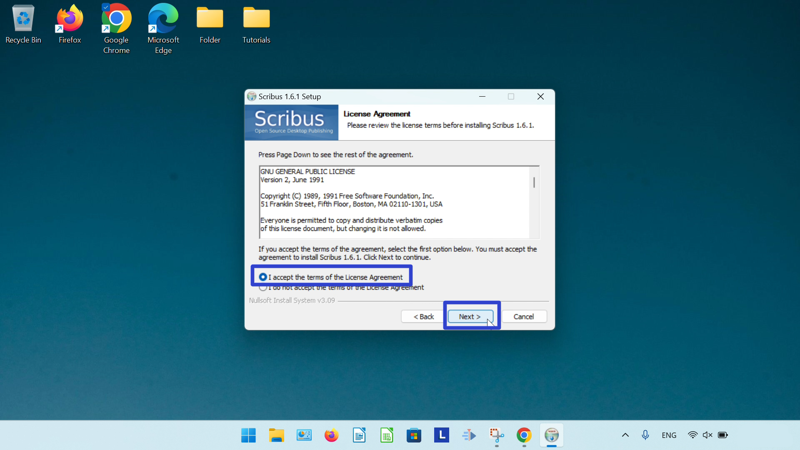 Recycle Bin
Firefox
Google
Chrome
Microsoft
Edge
Folder
Tutorials
Scribus 1.6.1 Setup
Scribus
Open Source Desktop Publishing
License Agreement
Please review the license terms before installing Scribus 1.6.1.
Press Page Down to see the rest of the agreement.
GNU GENERAL PUBLIC LICENSE
Version 2, June 1991
Copyright (C) 1989, 1991 Free Software Foundation, Inc.
51 Franklin Street, Fifth Floor, Boston, MA 02110-1301, USA
Everyone is permitted to copy and distribute verbatim copies
of this license document, but changing it is not allowed.
If you accept the terms of the agreement, select the first option below. You must accept the
agreement to install Scribus 1.6.1. Click Next to continue.
I accept the terms of the License Agreement
I do not accept the terms of the License Agreement
Nullsoft Install System v3.09
< Back
Next >
Cancel
L
ENG